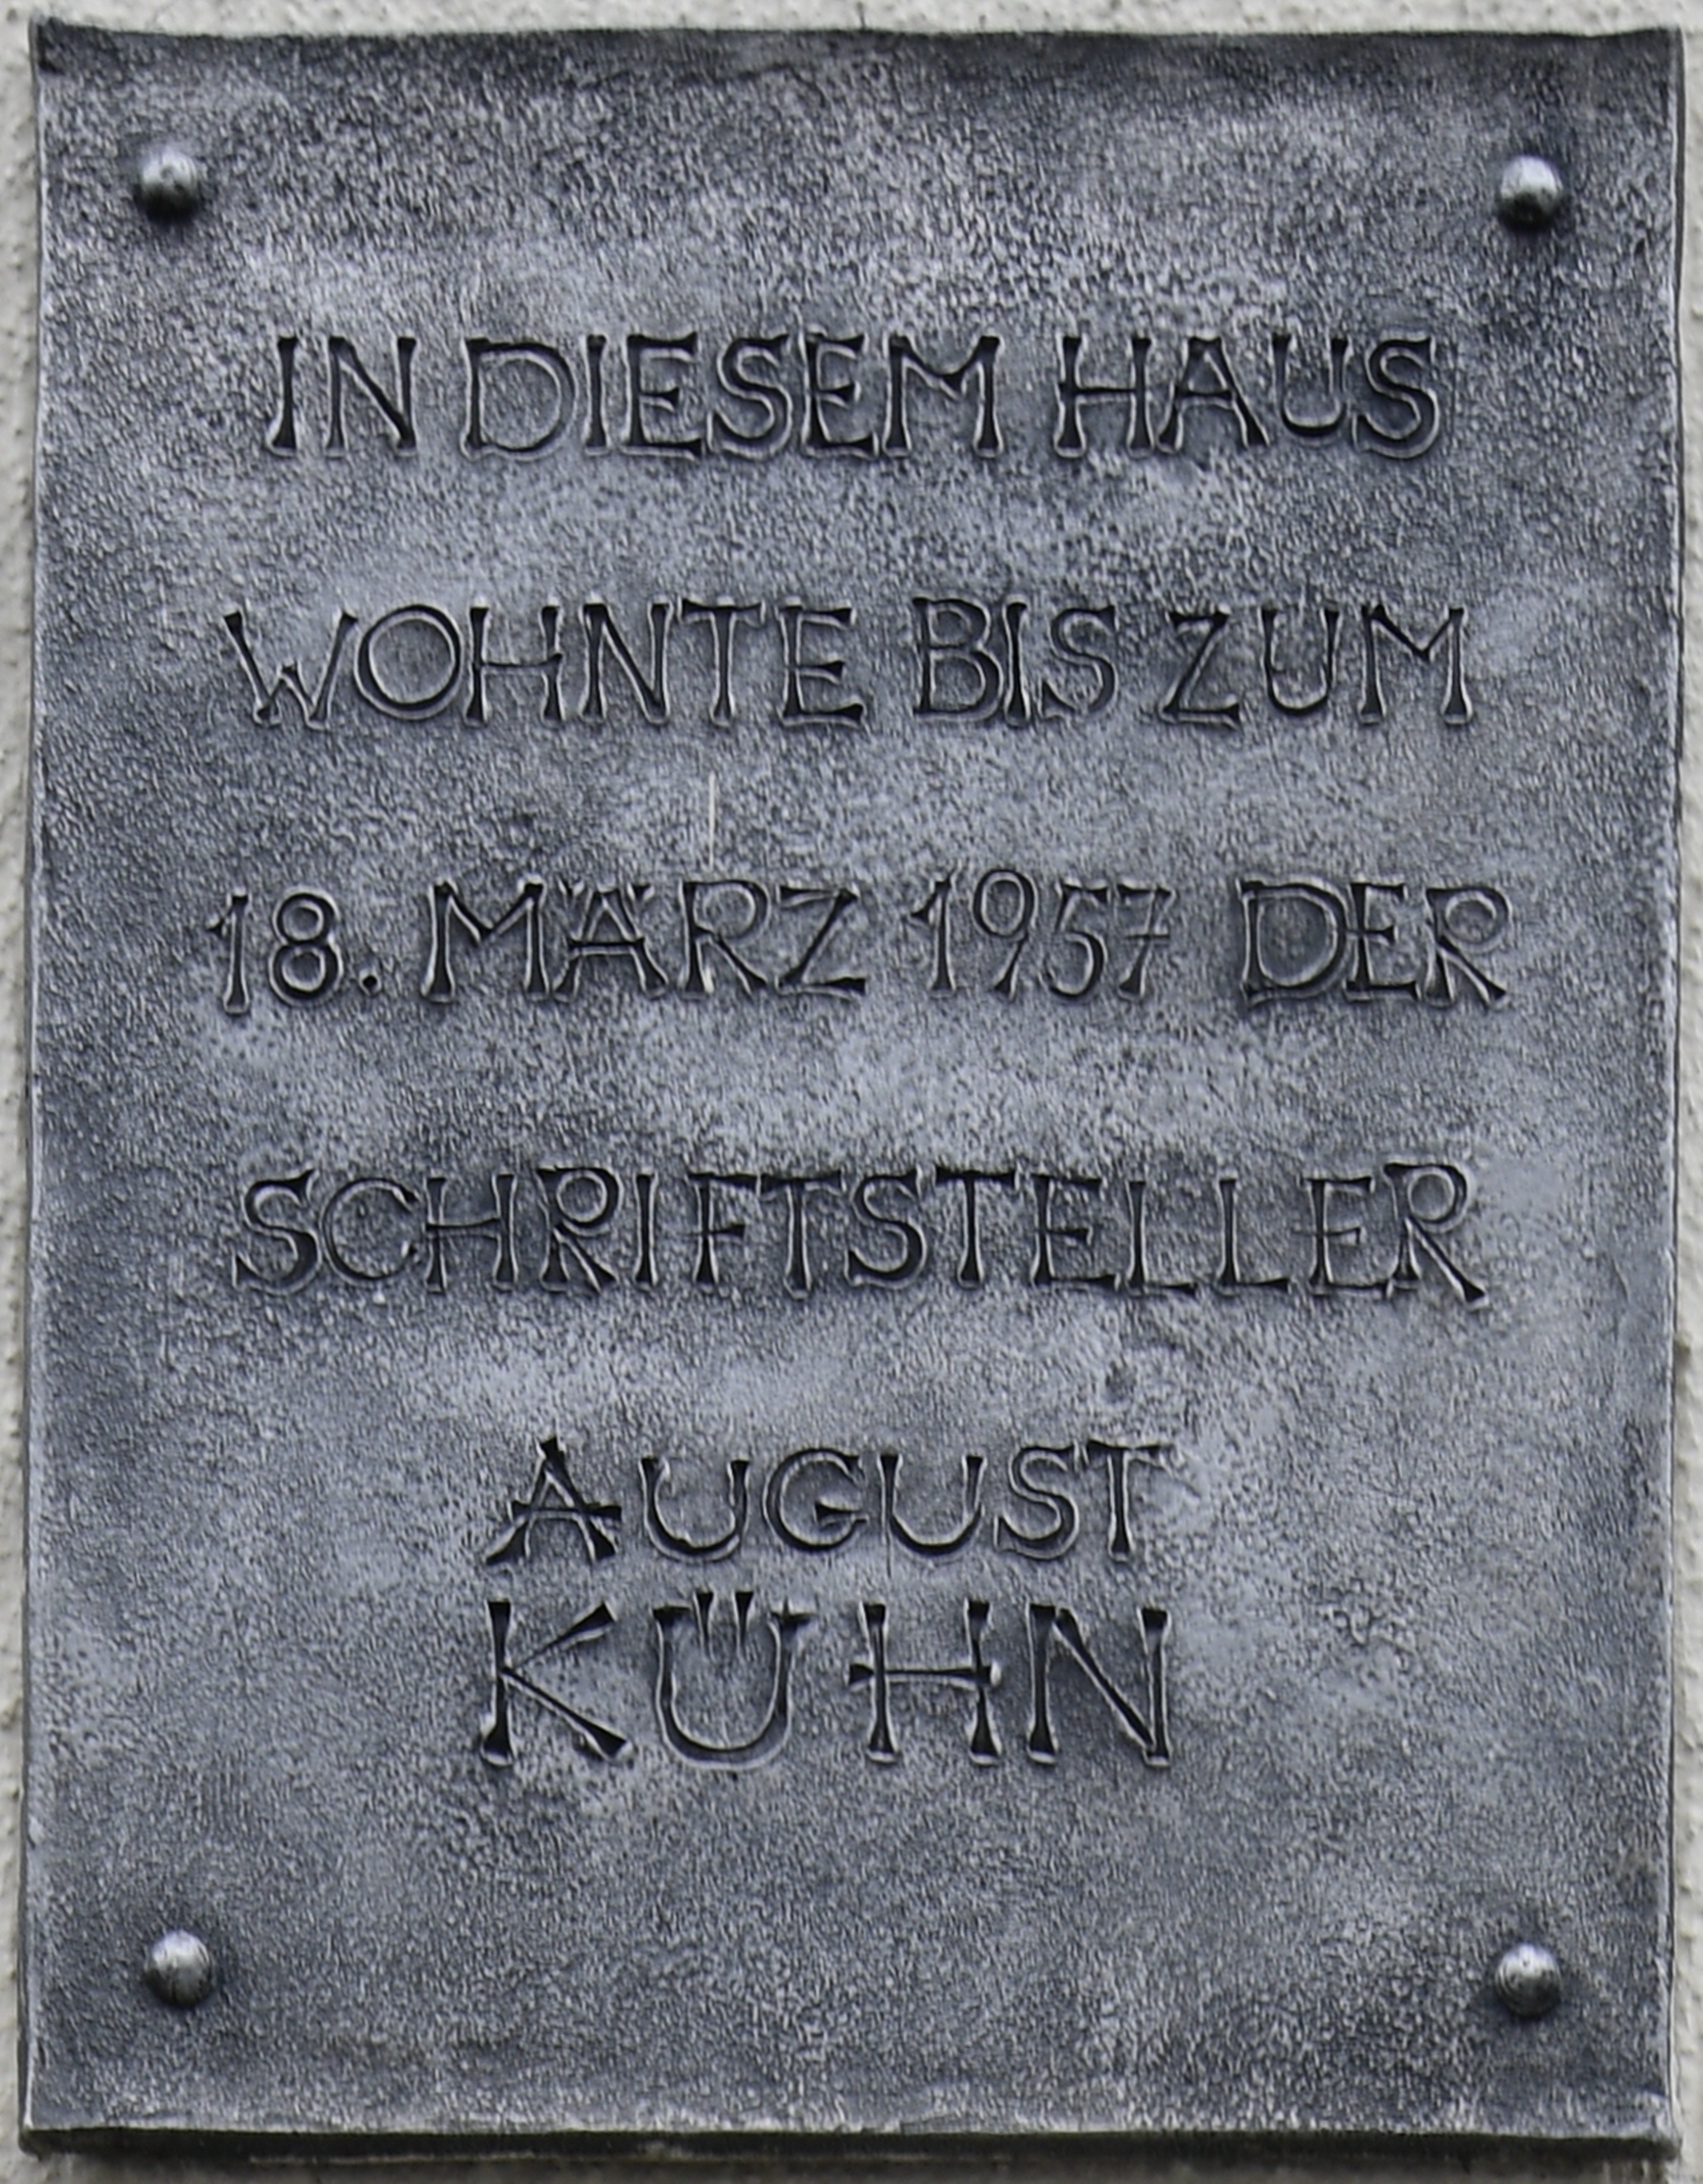 IN DIESEM HAUS
WOHNTE BIS ZUM
18. MÄRZ 1957 DER
SCHRIFTSTELLER
AUGUST
KÜHN